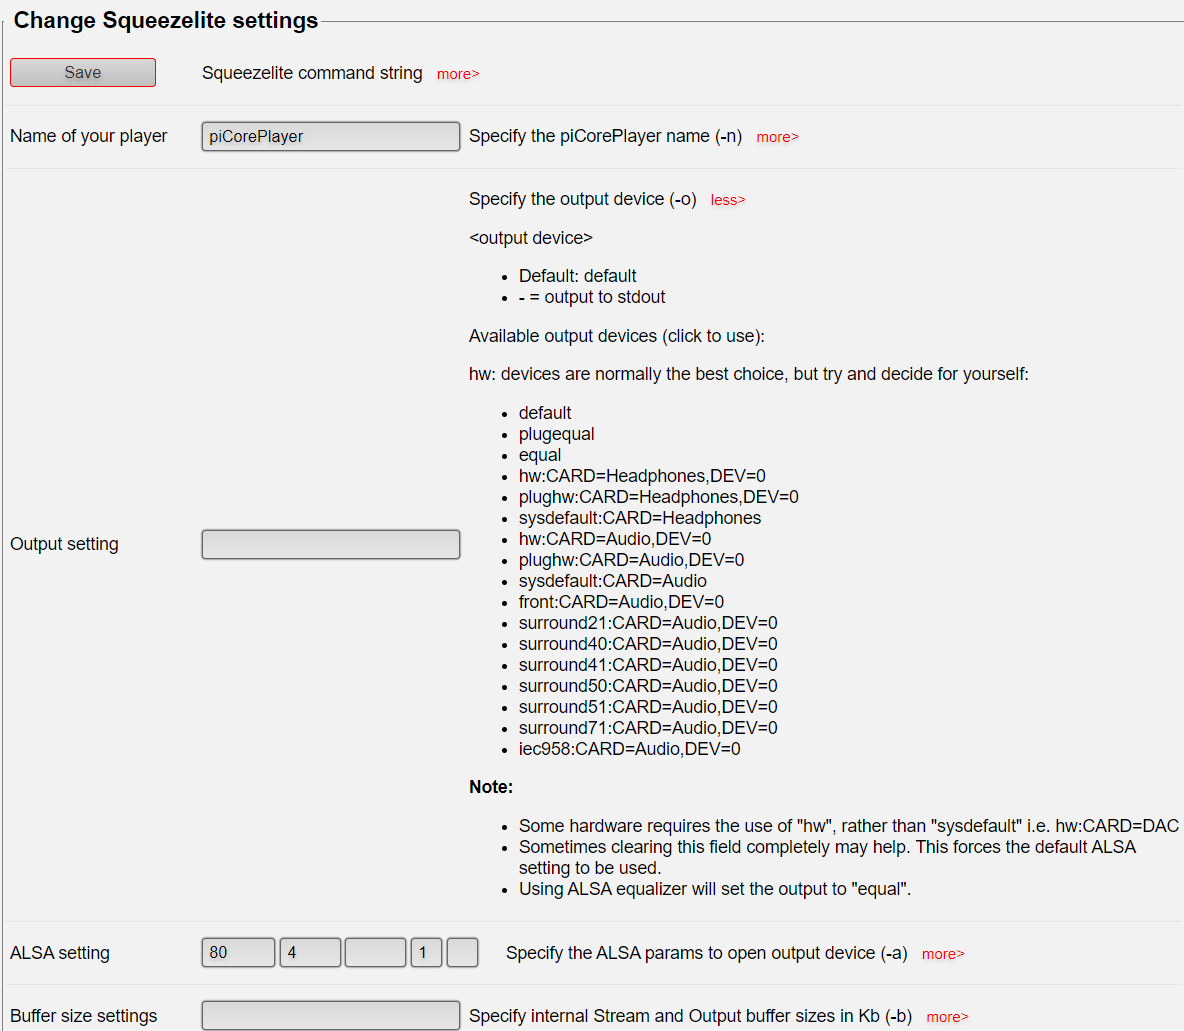 Change Squeezelite settings
Save Squeezelite command string more>
Name of your player piCorePlayer Specify the piCorePlayer name (-n) more>
Specify the output device (-o) less>
<output device>
• Default: default
• - = output to stdout
Available output devices (click to use):
hw: devices are normally the best choice, but try and decide for yourself:
• default
• plugequal
• equal
• hw:CARD=Headphones,DEV=0
• plughw:CARD=Headphones,DEV=0
• sysdefault:CARD=Headphones
Output setting
• hw:CARD=Audio,DEV=0
• plughw:CARD=Audio,DEV=0
• sysdefault:CARD=Audio
• front:CARD=Audio,DEV=0
• surround21:CARD=Audio,DEV=0
• surround40:CARD=Audio,DEV=0
• surround41:CARD=Audio,DEV=0
• surround50:CARD=Audio,DEV=0
• surround51:CARD=Audio,DEV=0
• surround71:CARD=Audio,DEV=0
• iec958:CARD=Audio,DEV=0
Note:
• Some hardware requires the use of "hw", rather than "sysdefault" i.e. hw:CARD=DAC
• Sometimes clearing this field completely may help. This forces the default ALSA
setting to be used.
• Using ALSA equalizer will set the output to "equal".
ALSA setting 80 4 1 Specify the ALSA params to open output device (-a) more>
Buffer size settings Specify internal Stream and Output buffer sizes in Kb (-b) more>